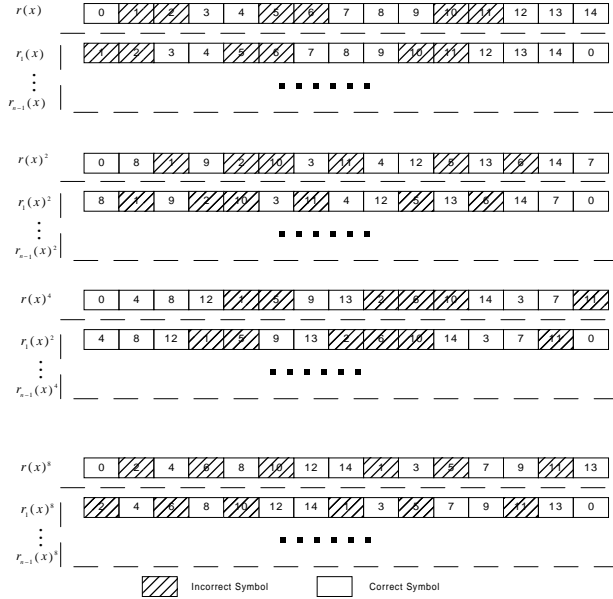 r(x) 0 1 2 3 4 5 6 7 8 9 10 11 12 13 14
r₁(x) 1 2 3 4 5 6 7 8 9 10 11 12 13 14 0
rₙ₋₁(x)
r(x)² 0 8 1 9 2 10 3 11 4 12 5 13 6 14 7
r₁(x)² 8 1 9 2 10 3 11 4 12 5 13 6 14 7 0
rₙ₋₁(x)²
r(x)⁴ 0 4 8 12 1 5 9 13 2 6 10 14 3 7 11
r₁(x)² 4 8 12 1 5 9 13 2 6 10 14 3 7 11 0
rₙ₋₁(x)⁴
r(x)⁸ 0 2 4 6 8 10 12 14 1 3 5 7 9 11 13
r₁(x)⁸ 2 4 6 8 10 12 14 1 3 5 7 9 11 13 0
rₙ₋₁(x)⁸
Incorrect Symbol Correct Symbol